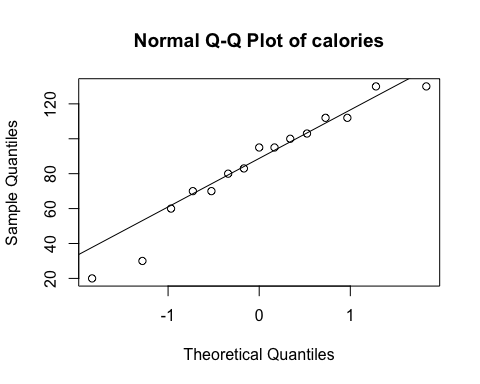 Normal Q-Q Plot of calories
Sample Quantiles
120
80
60
40
20
-1 0 1
Theoretical Quantiles